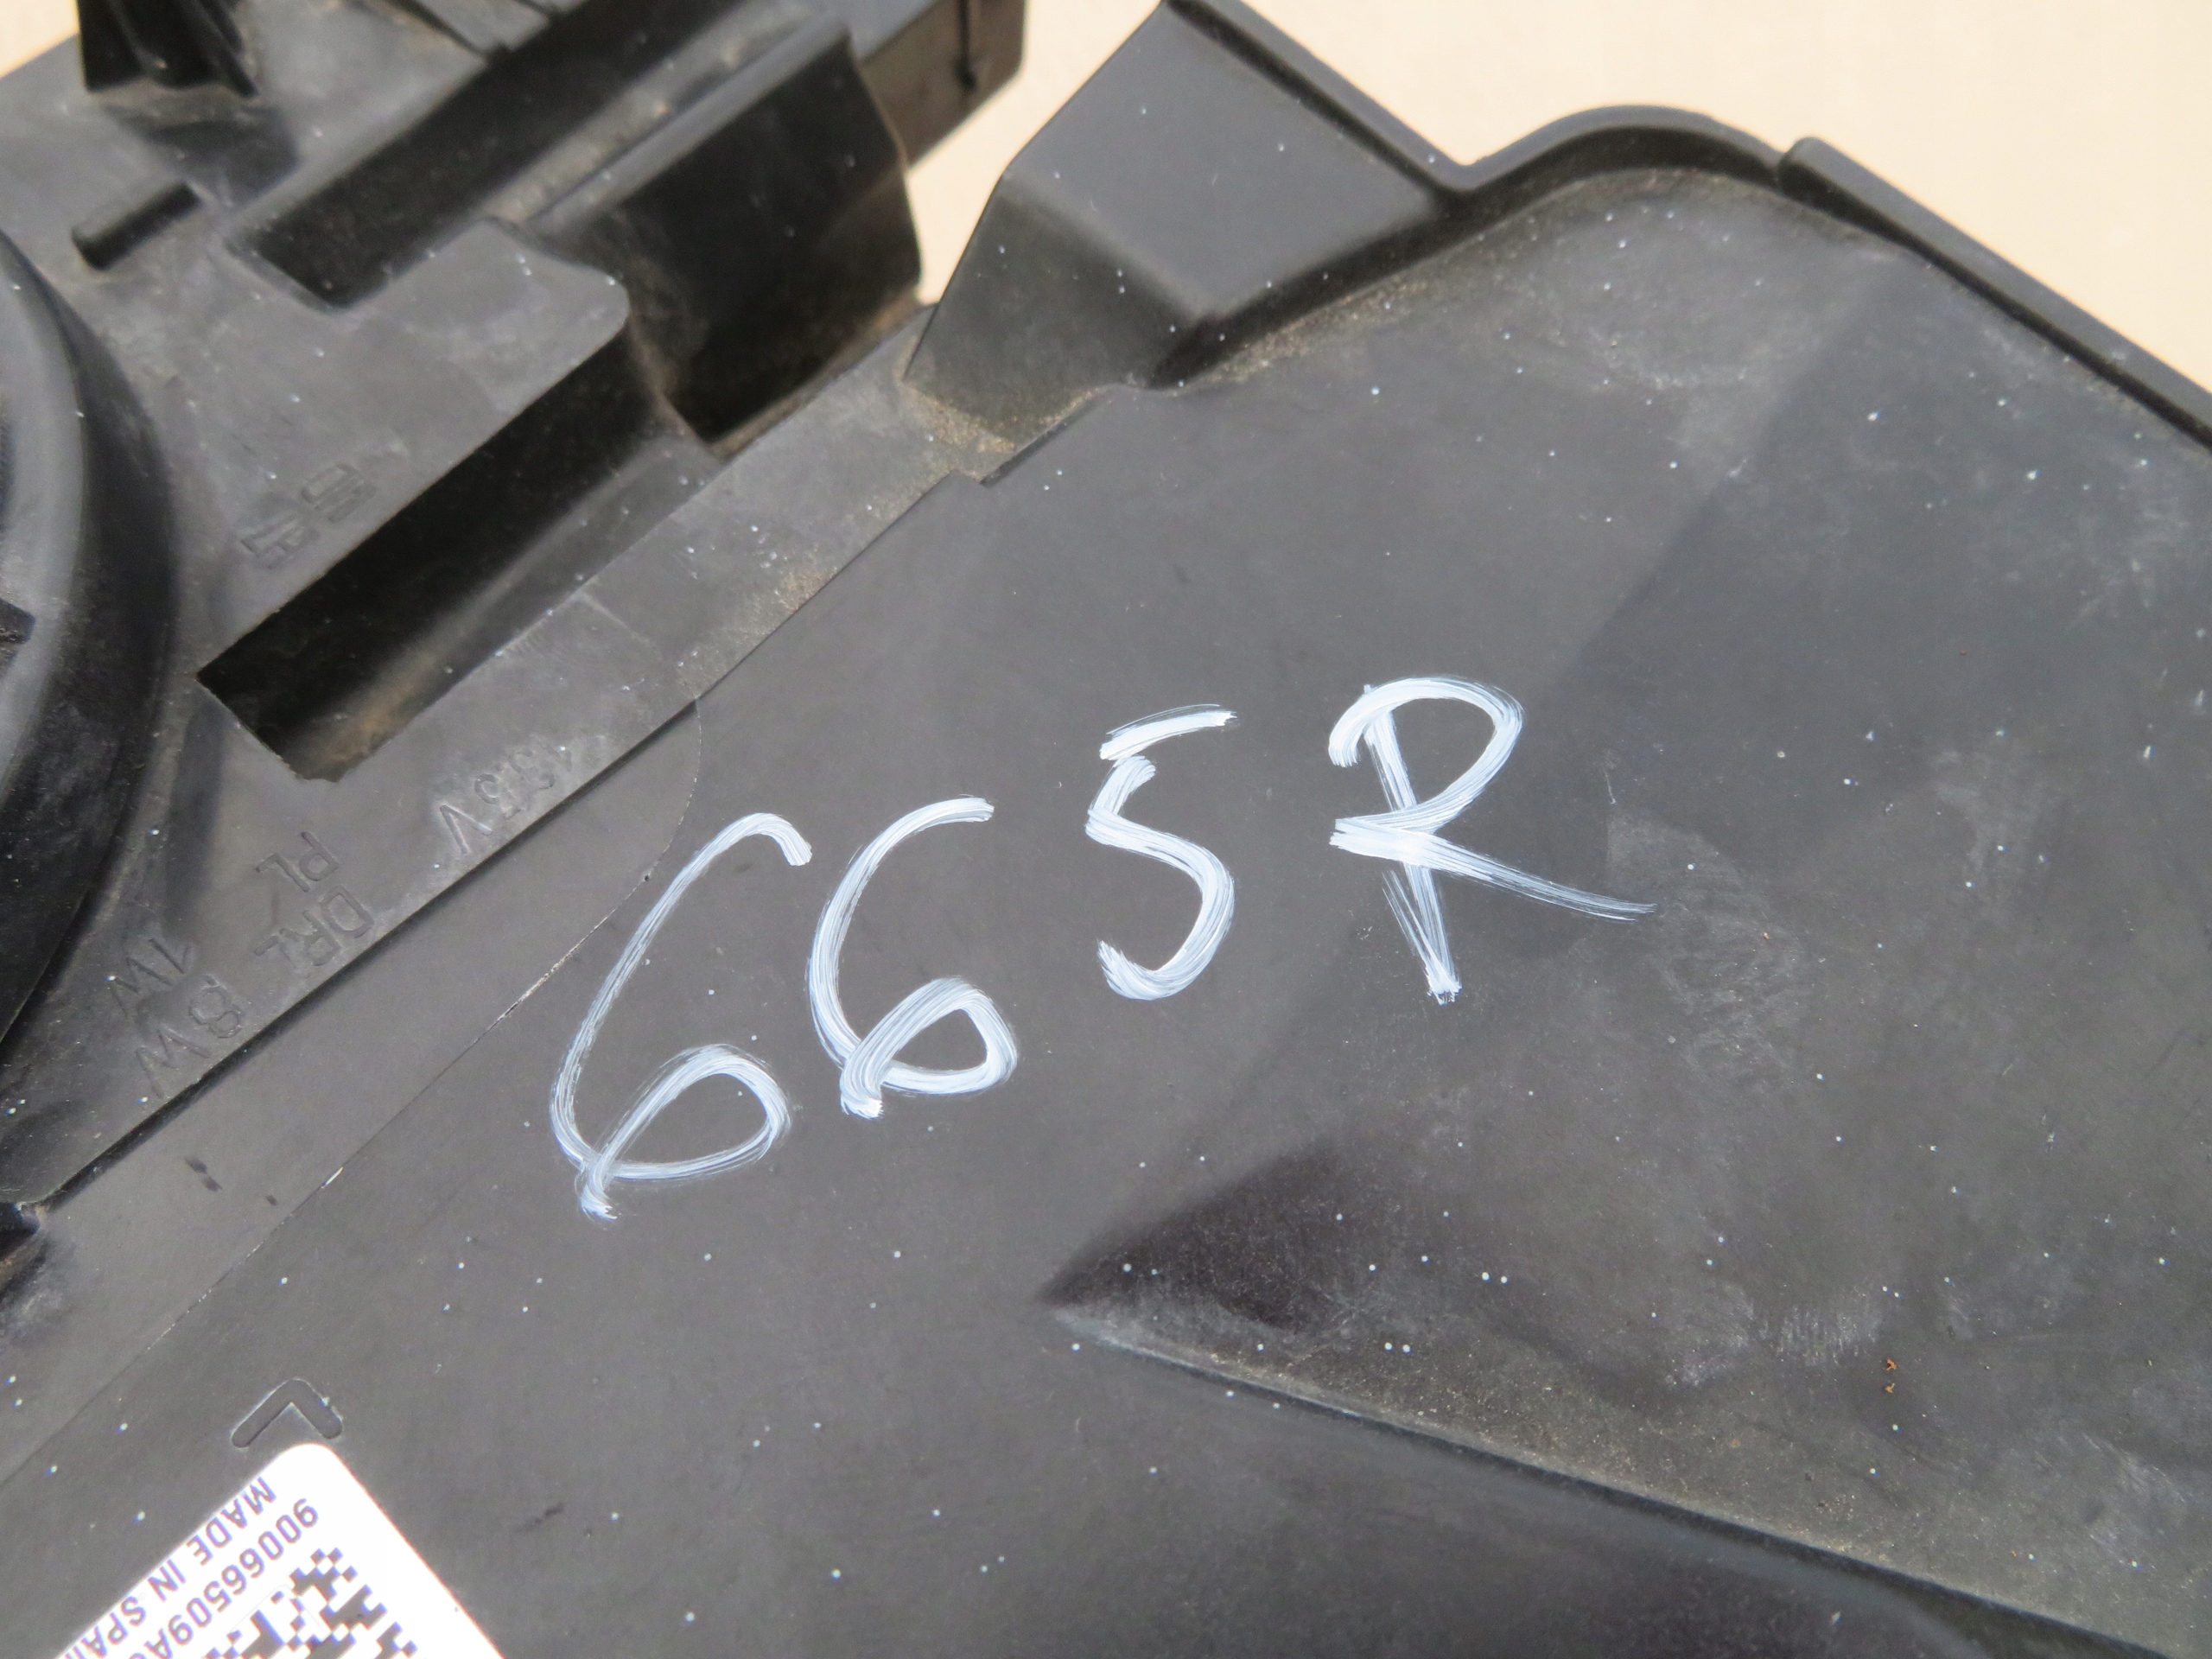 665R
13.5V
PL 1W
DRL 8W
90066509A
MADE IN SPAIN